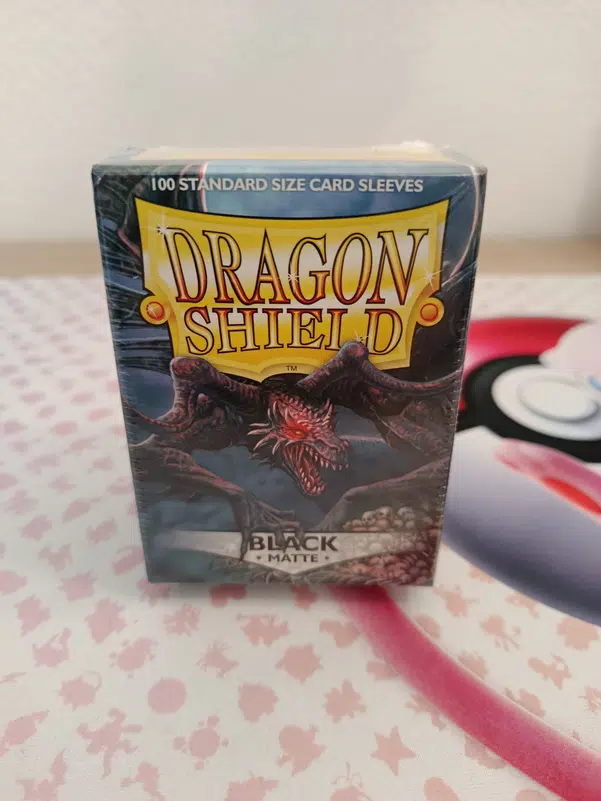 100 STANDARD SIZE CARD SLEEVES
DRAGON
SHIELD
TM
BLACK
• MATTE •